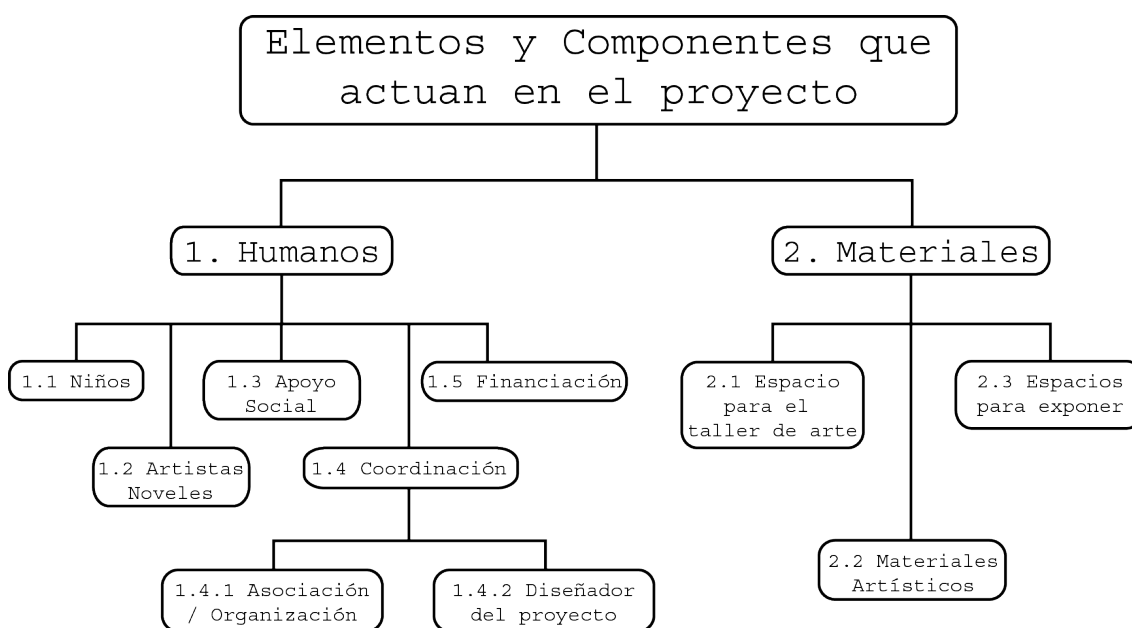 Elementos y Componentes que
actuan en el proyecto
1. Humanos
2. Materiales
1.1 Niños
1.2 Artistas
Noveles
1.3 Apoyo
Social
1.4 Coordinación
1.4.1 Asociación
/ Organización
1.4.2 Diseñador
del proyecto
1.5 Financiación
2.1 Espacio
para el
taller de arte
2.2 Materiales
Artísticos
2.3 Espacios
para exponer